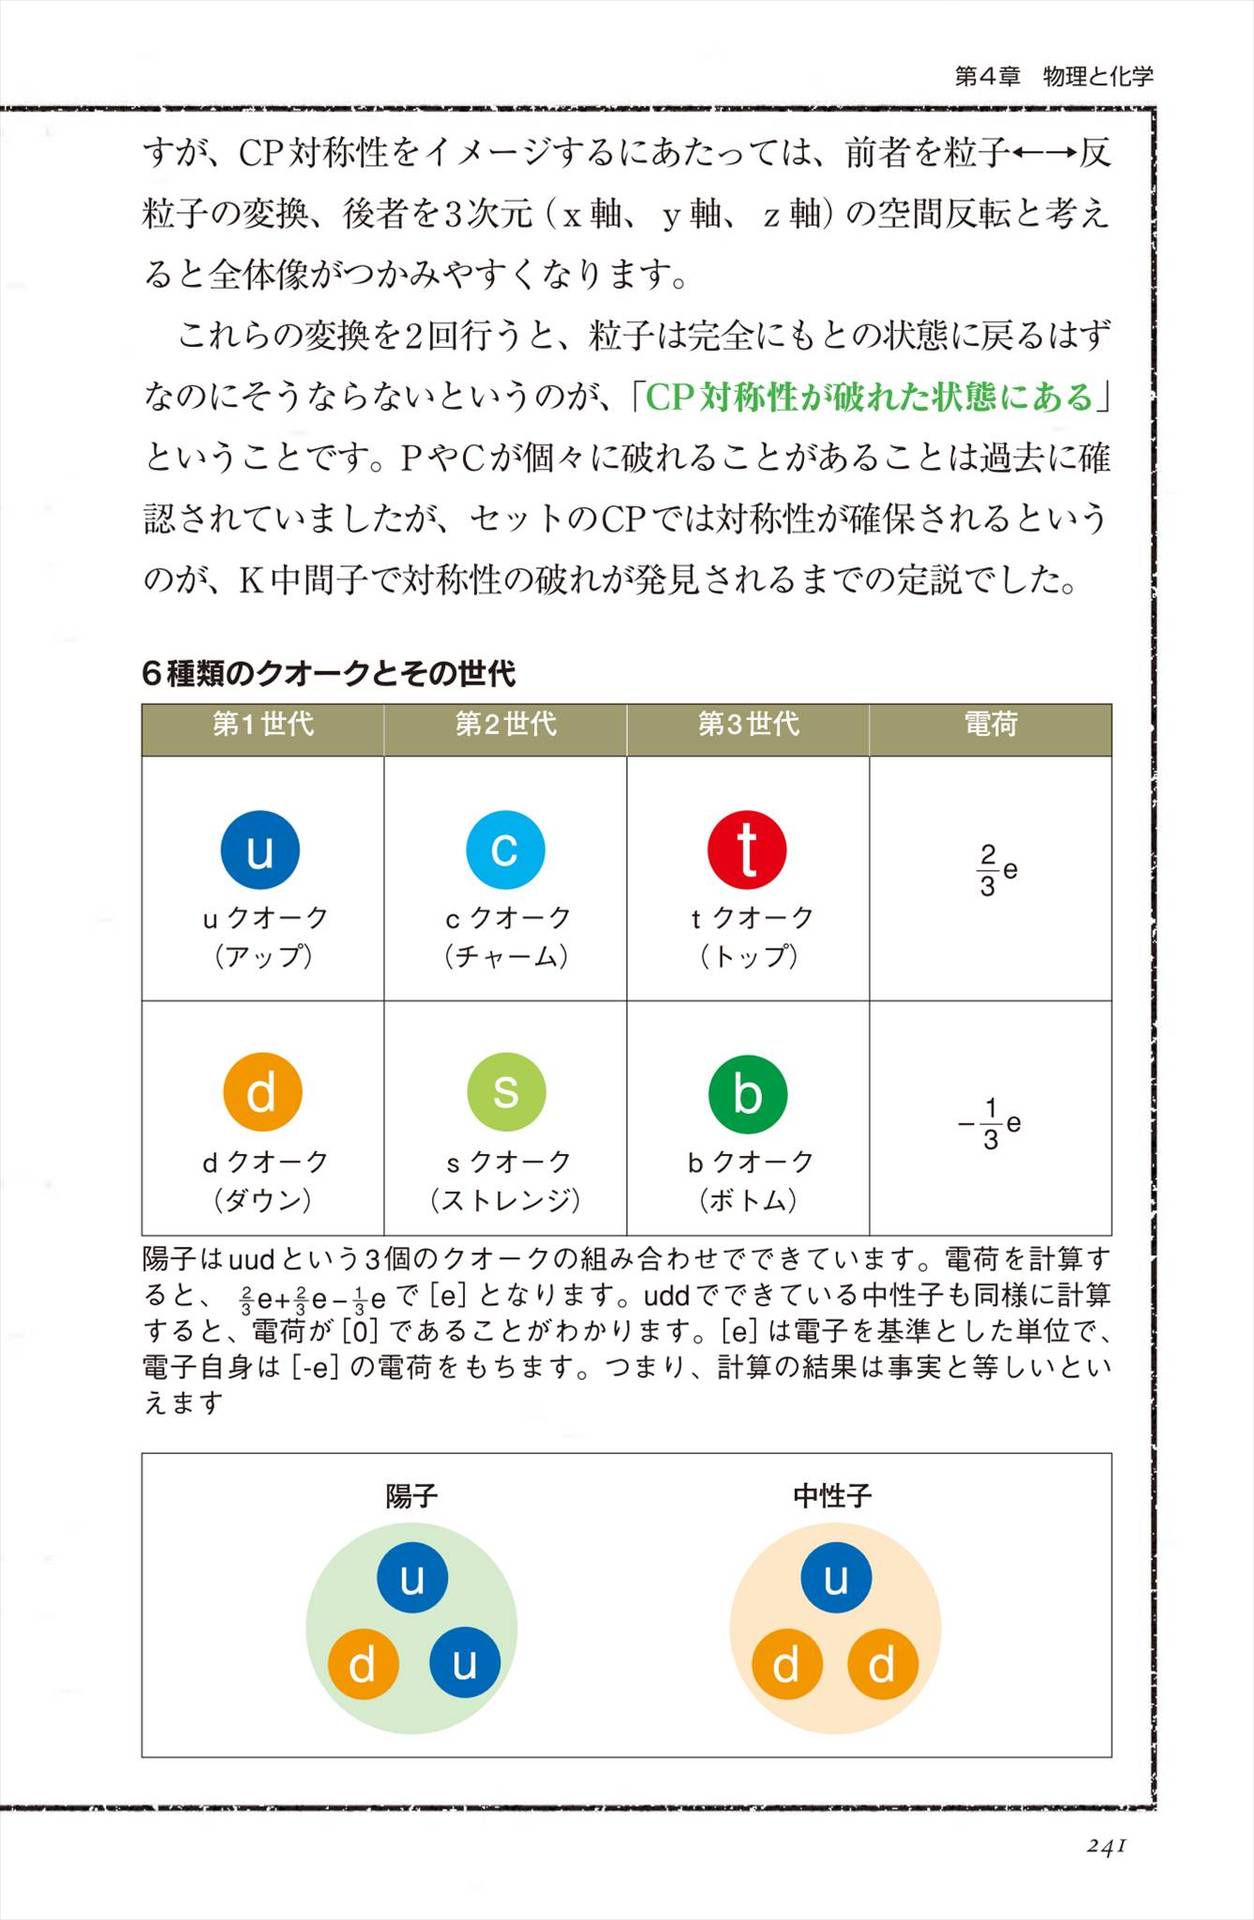 第4章　物理と化学
すが、CP対称性をイメージするにあたっては、前者を粒子←→反
粒子の変換、後者を3次元（x軸、y軸、z軸）の空間反転と考え
ると全体像がつかみやすくなります。
これらの変換を2回行うと、粒子は完全にもとの状態に戻るはず
なのにそうならないというのが、「CP対称性が破れた状態にある」
ということです。PやCが個々に破れることがあることは過去に確
認されていましたが、セットのCPでは対称性が確保されるという
のが、K中間子で対称性の破れが発見されるまでの定説でした。
6種類のクオークとその世代
第1世代 第2世代 第3世代 電荷
u c t 2/3e
uクオーク cクオーク tクオーク
（アップ） （チャーム） （トップ）
d s b −1/3e
dクオーク sクオーク bクオーク
（ダウン） （ストレンジ） （ボトム）
陽子はuudという3個のクオークの組み合わせでできています。電荷を計算す
ると、2/3e+2/3e−1/3eで［e］となります。uddでできている中性子も同様に計算
すると、電荷が［0］であることがわかります。［e］は電子を基準とした単位で、
電子自身は［-e］の電荷をもちます。つまり、計算の結果は事実と等しいとい
えます
陽子 中性子
u u
d u d d
241